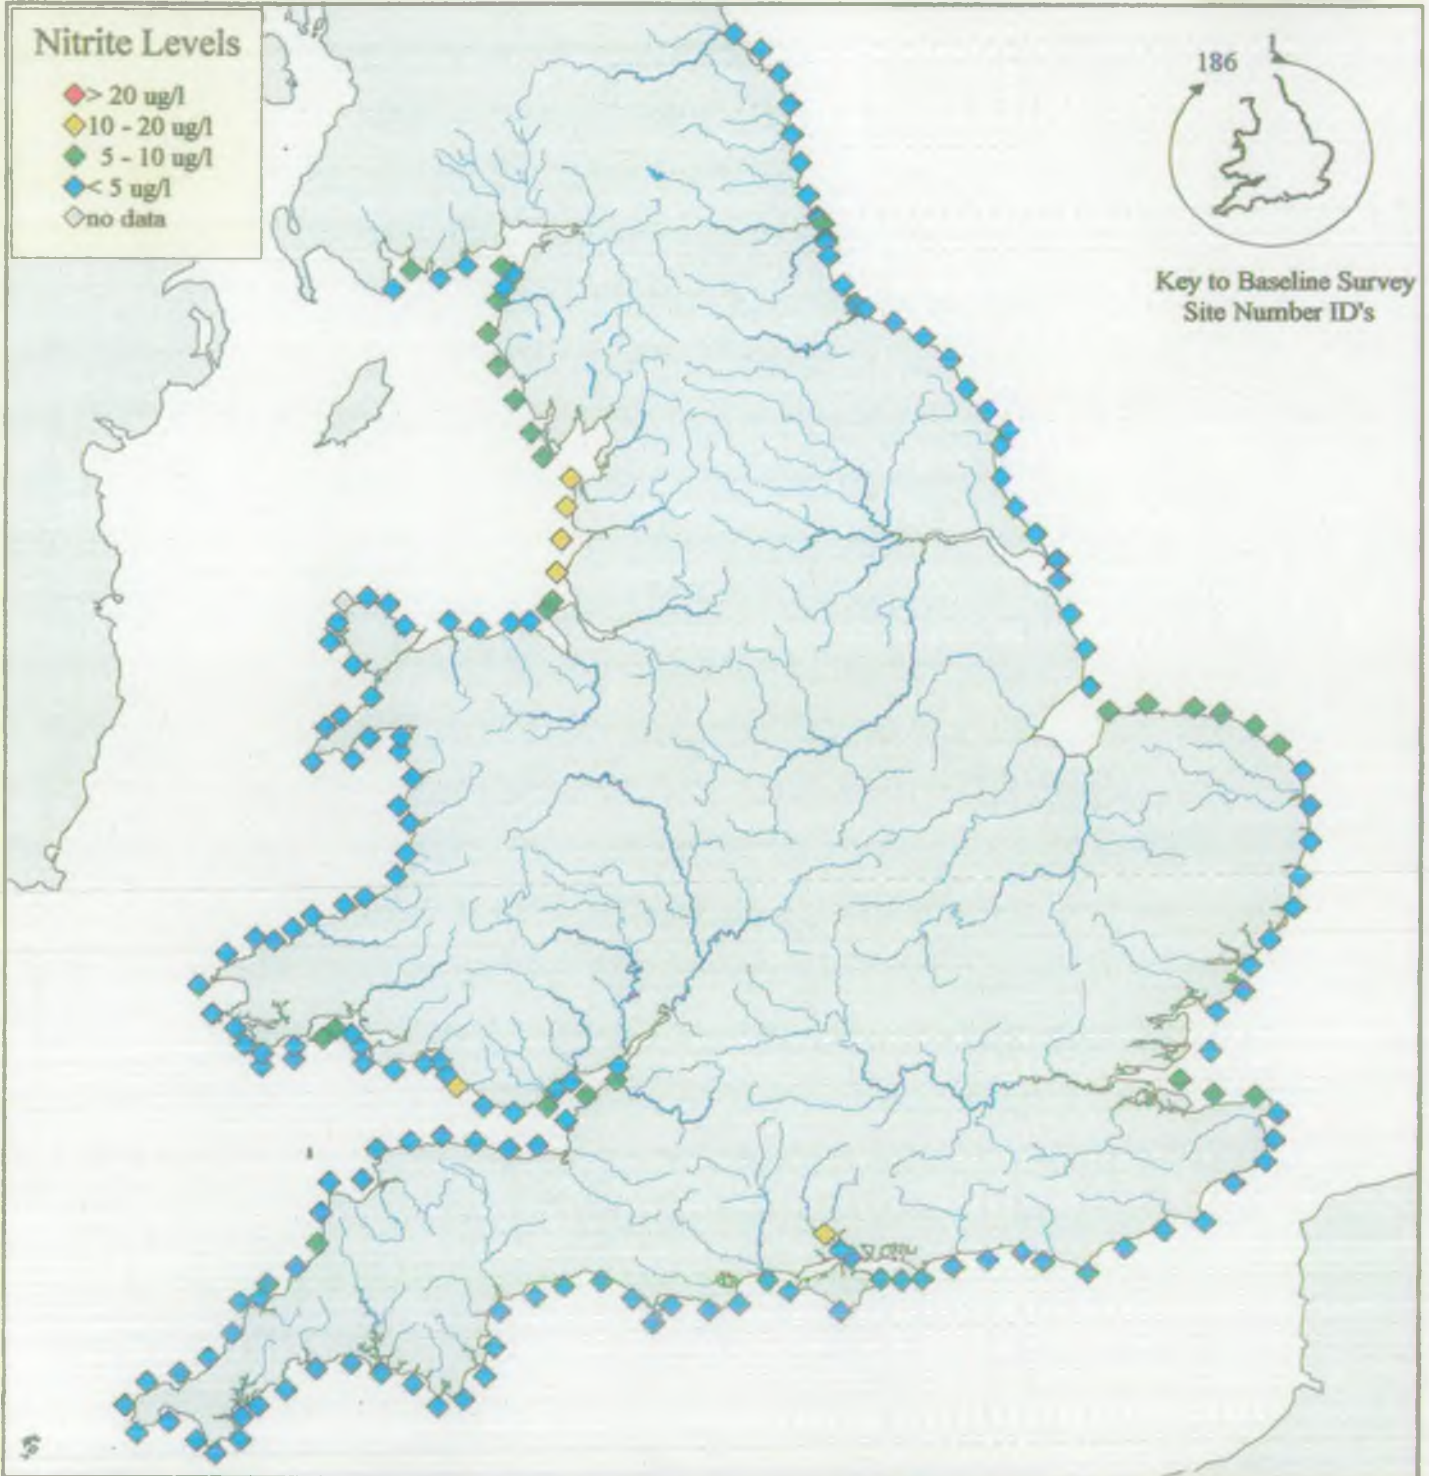 Nitrite Levels
> 20 ug/l
10 - 20 ug/l
5 - 10 ug/l
< 5 ug/l
no data
186
Key to Baseline Survey
Site Number ID's